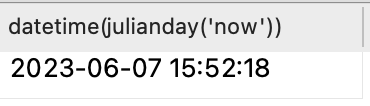 datetime(julianday('now'))
2023-06-07 15:52:18